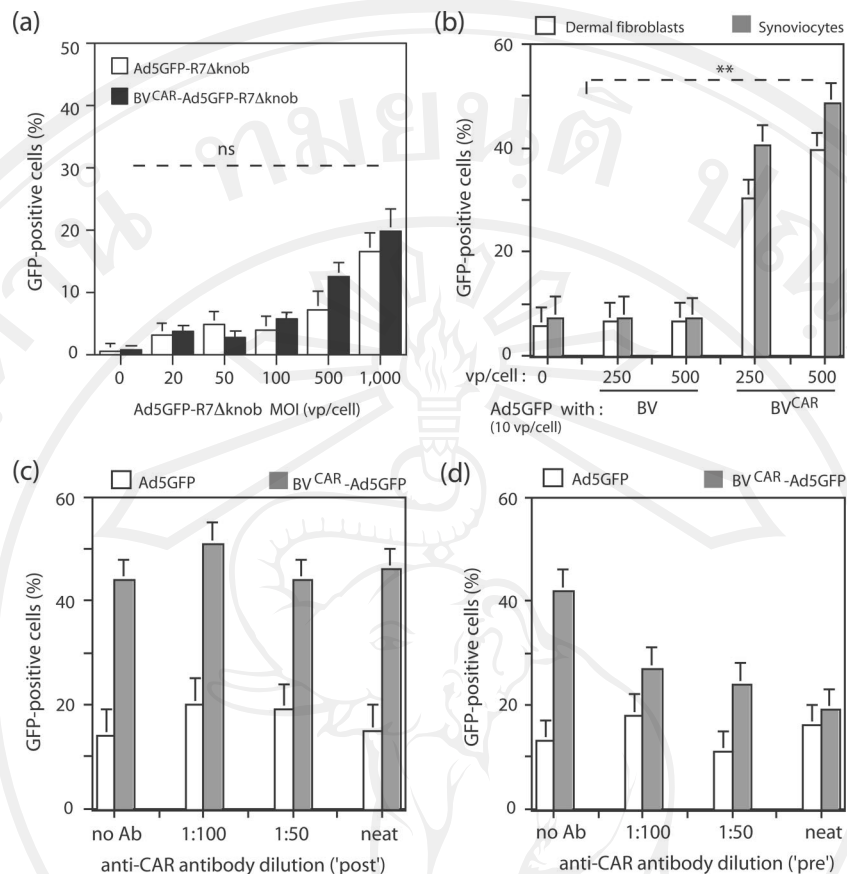 (a)
50
40
30
20
10
0
GFP-positive cells (%)
Ad5GFP-R7Δknob
BVCAR-Ad5GFP-R7Δknob
ns
0 20 50 100 500 1,000
Ad5GFP-R7Δknob MOI (vp/cell)
(b)
Dermal fibroblasts Synoviocytes
60
40
20
0
GFP-positive cells (%)
**
vp/cell : 0 250 500 250 500
Ad5GFP with : BV BVCAR
(10 vp/cell)
(c)
Ad5GFP BVCAR-Ad5GFP
60
40
20
0
GFP-positive cells (%)
no Ab 1:100 1:50 neat
anti-CAR antibody dilution ('post')
(d)
Ad5GFP BVCAR-Ad5GFP
60
40
20
0
GFP-positive cells (%)
no Ab 1:100 1:50 neat
anti-CAR antibody dilution ('pre')